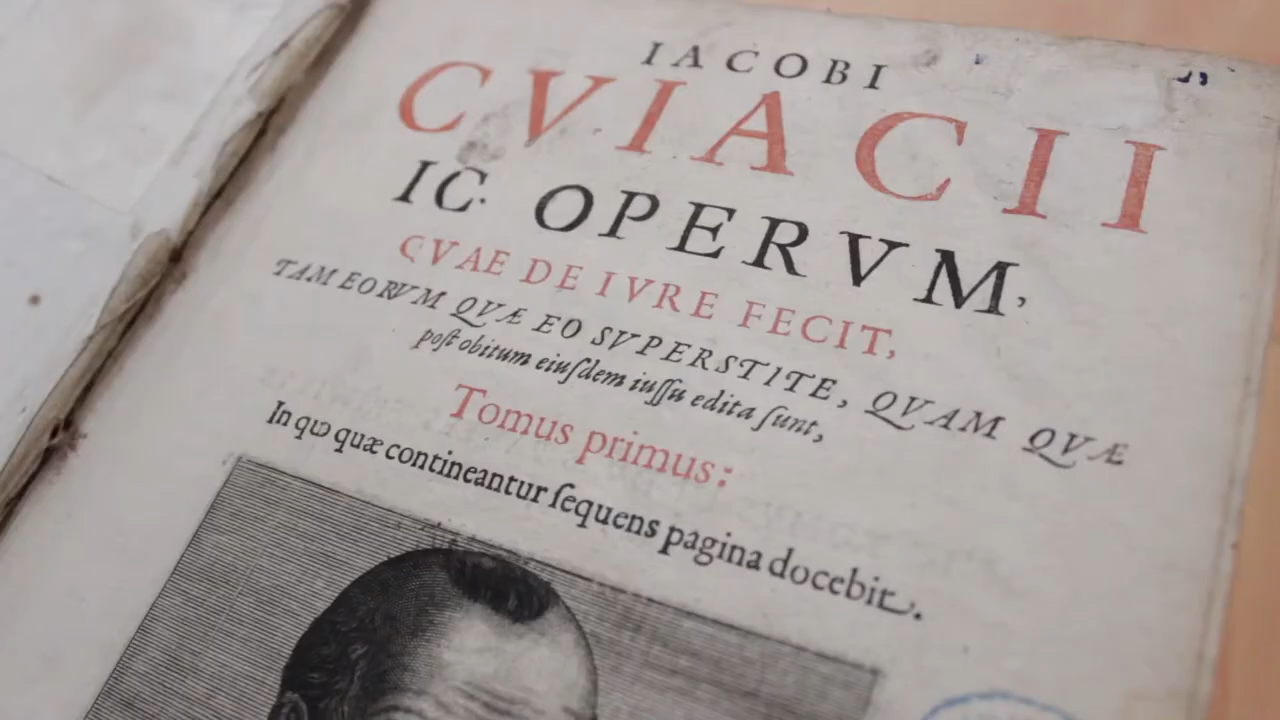 IACOBI
CVIACII
IC. OPERVM,
QVAE DE IVRE FECIT,
TAM EORVM QVÆ EO SVPERSTITE, QVAM QVÆ
poſt obitum eiuſdem iuſſu edita ſunt,
Tomus primus:
In quo quæ contineantur ſequens pagina docebit.